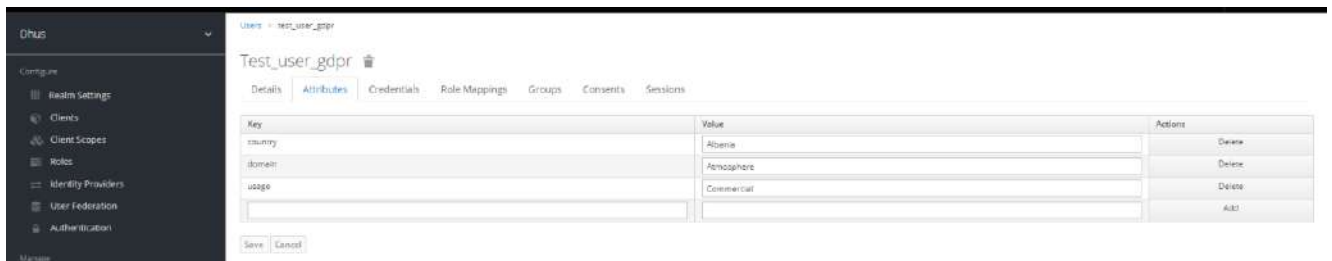 Dhus
Users > test_user_gdpr
Test_user_gdpr
Configure
Realm Settings
Clients
Client Scopes
Roles
Identity Providers
User Federation
Authentication
Manage
Details Attributes Credentials Role Mappings Groups Consents Sessions
Key Value Actions
country Albania Delete
domain Atmosphere Delete
usage Commercial Delete
Add
Save Cancel